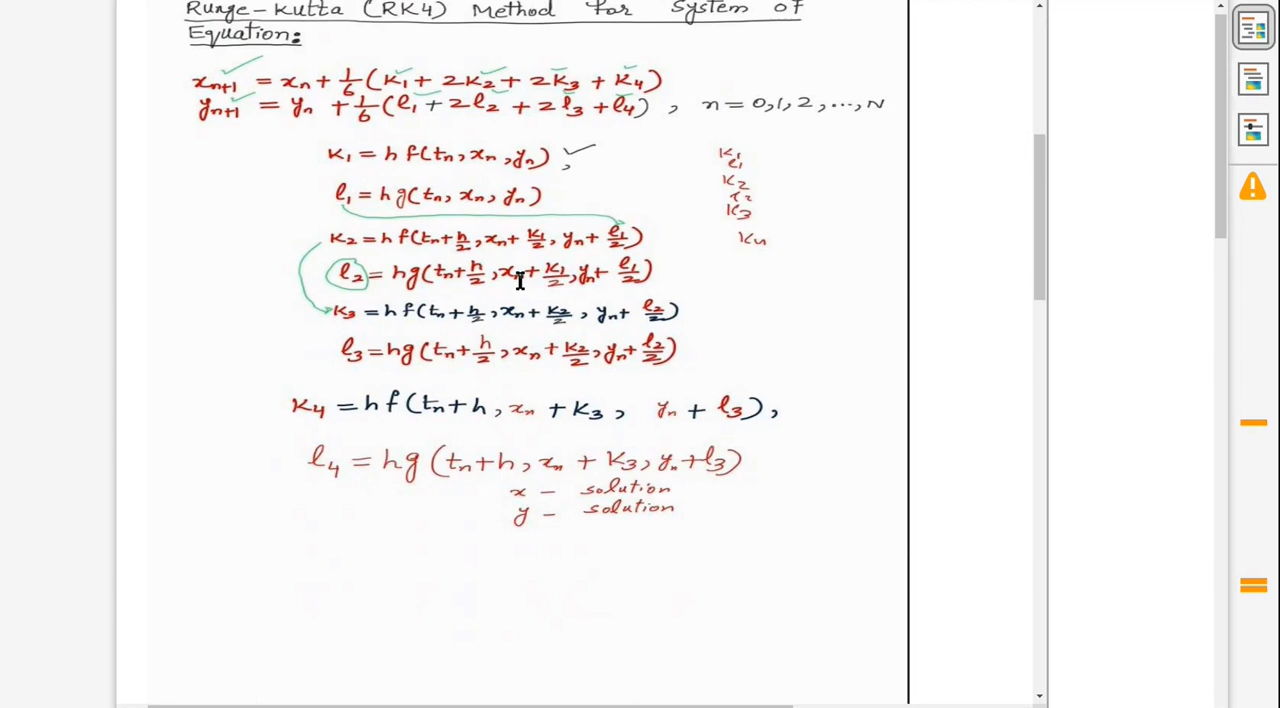 Runge-Kutta (RK4) Method for System of
Equation:
xₙ₊₁ = xₙ + 1/6 (K₁ + 2K₂ + 2K₃ + K₄)
yₙ₊₁ = yₙ + 1/6 (l₁ + 2l₂ + 2l₃ + l₄) , n = 0,1,2,...,N
K₁ = h f(tₙ, xₙ, yₙ) ,
K₁
l₁
l₁ = hg(tₙ, xₙ, yₙ)
K₂
K₃
K₂ = h f(tₙ + h/2, xₙ + K₁/2, yₙ + l₁/2)
l₂ = hg(tₙ + h/2, xₙ + K₁/2, yₙ + l₁/2)
K₃ = h f(tₙ + h/2, xₙ + K₂/2, yₙ + l₂/2)
l₃ = hg(tₙ + h/2, xₙ + K₂/2, yₙ + l₂/2)
K₄ = h f(tₙ + h, xₙ + K₃, yₙ + l₃),
l₄ = hg(tₙ + h, xₙ + K₃, yₙ + l₃)
x - solution
y - solution